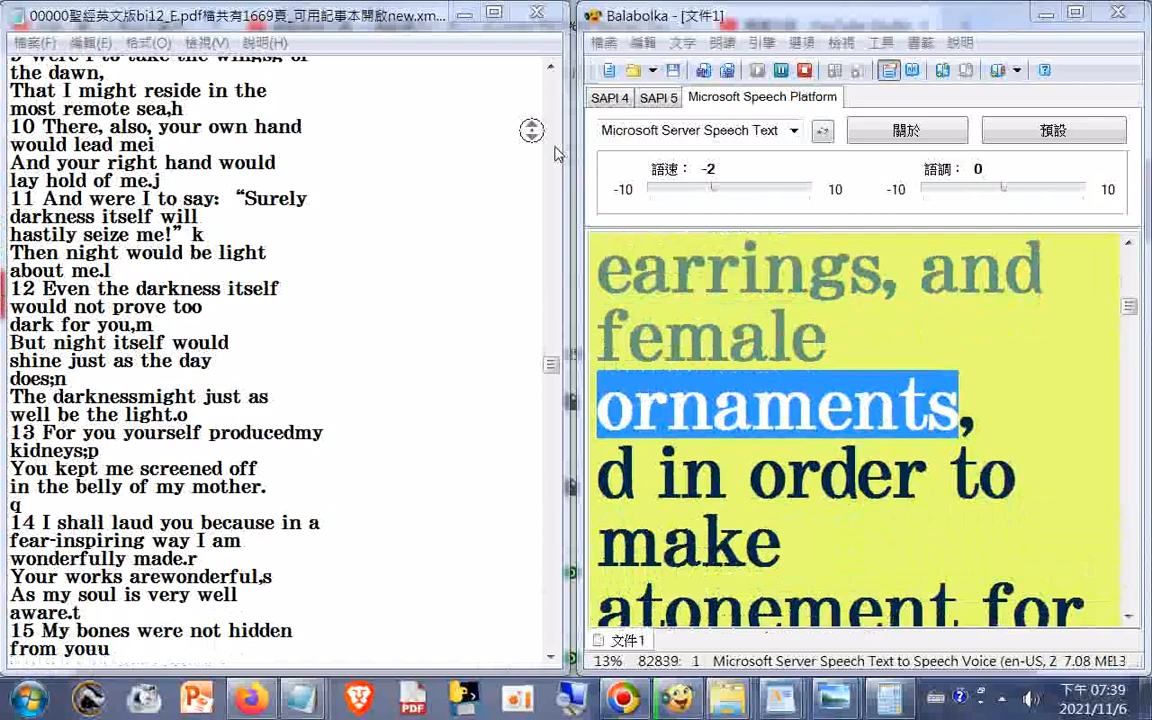 00000聖經英文版bi12_E.pdf檔共有1669頁_可用記事本開啟new.xm...
檔案(F) 編輯(E) 格式(O) 檢視(V) 說明(H)
9 Were I to take the wingsg of
the dawn,
That I might reside in the
most remote sea,h
10 There, also, your own hand
would lead mei
And your right hand would
lay hold of me.j
11 And were I to say: “Surely
darkness itself will
hastily seize me!” k
Then night would be light
about me.l
12 Even the darkness itself
would not prove too
dark for you,m
But night itself would
shine just as the day
does;n
The darknessmight just as
well be the light.o
13 For you yourself producedmy
kidneys;p
You kept me screened off
in the belly of my mother.
q
14 I shall laud you because in a
fear-inspiring way I am
wonderfully made.r
Your works arewonderful,s
As my soul is very well
aware.t
15 My bones were not hidden
from youu
Balabolka - [文件1]
檔案 編輯 文字 朗讀 引擎 選項 檢視 工具 書籤 說明
SAPI 4 SAPI 5 Microsoft Speech Platform
Microsoft Server Speech Text 關於 預設
語速： -2 語調： 0
-10 10 -10 10
earrings, and
female
ornaments,
d in order to
make
atonement for
文件1
13% 82839: 1 Microsoft Server Speech Text to Speech Voice (en-US, 2 7.08 ME13
下午 07:39
2021/11/6